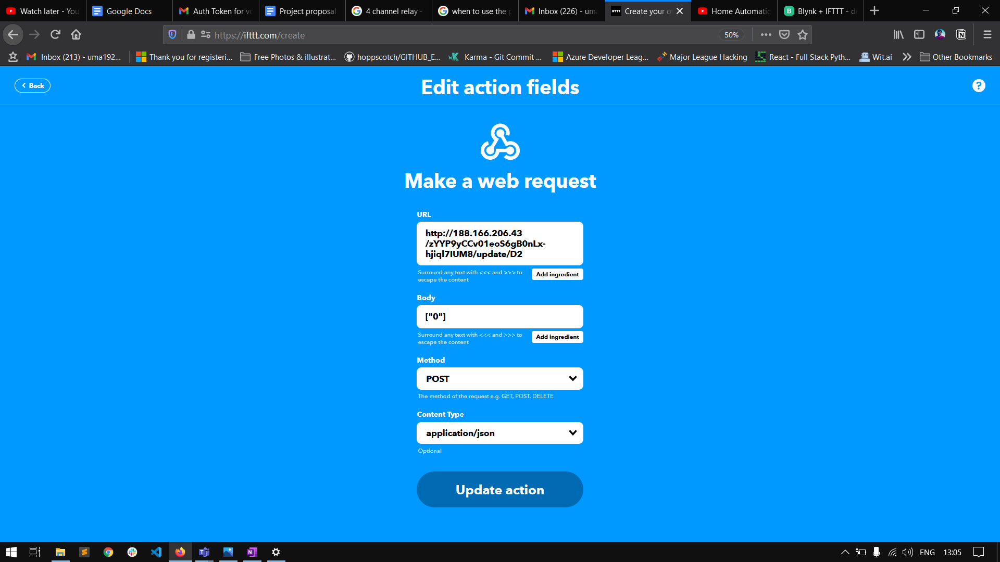 Watch later - You
Google Docs
Auth Token for
Project proposal
4 channel relay -
when to use the
Inbox (226) - uma
IFTTT
Create your o
Home Automatic
B
Blynk + IFTTT - d
https://ifttt.com/create
50%
Inbox (213) - uma192...
Thank you for registeri...
Free Photos & illustrat...
hoppscotch/GITHUB_E...
Karma - Git Commit ...
Azure Developer Leag...
Major League Hacking
React - Full Stack Pyth...
Wit.ai
Other Bookmarks
Back
Edit action fields
?
Make a web request
URL
http://188.166.206.43
/zYYP9yCCv01eoS6gB0nLx-
hjiql7IUM8/update/D2
Surround any text with <<< and >>> to
escape the content
Add ingredient
Body
["0"]
Surround any text with <<< and >>> to
escape the content
Add ingredient
Method
POST
The method of the request e.g. GET, POST, DELETE
Content Type
application/json
Optional
Update action
ENG
13:05